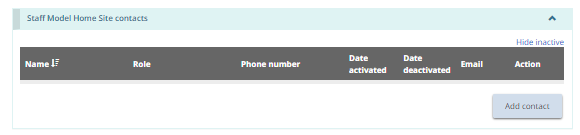 Staff Model Home Site contacts
Hide inactive
Name Role Phone number Date activated Date deactivated Email Action
Add contact